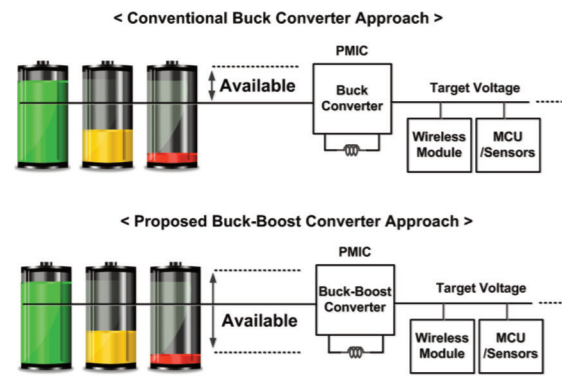 < Conventional Buck Converter Approach >
PMIC
Available
Buck
Converter
Target Voltage
Wireless
Module
MCU
/Sensors
< Proposed Buck-Boost Converter Approach >
PMIC
Available
Buck-Boost
Converter
Target Voltage
Wireless
Module
MCU
/Sensors